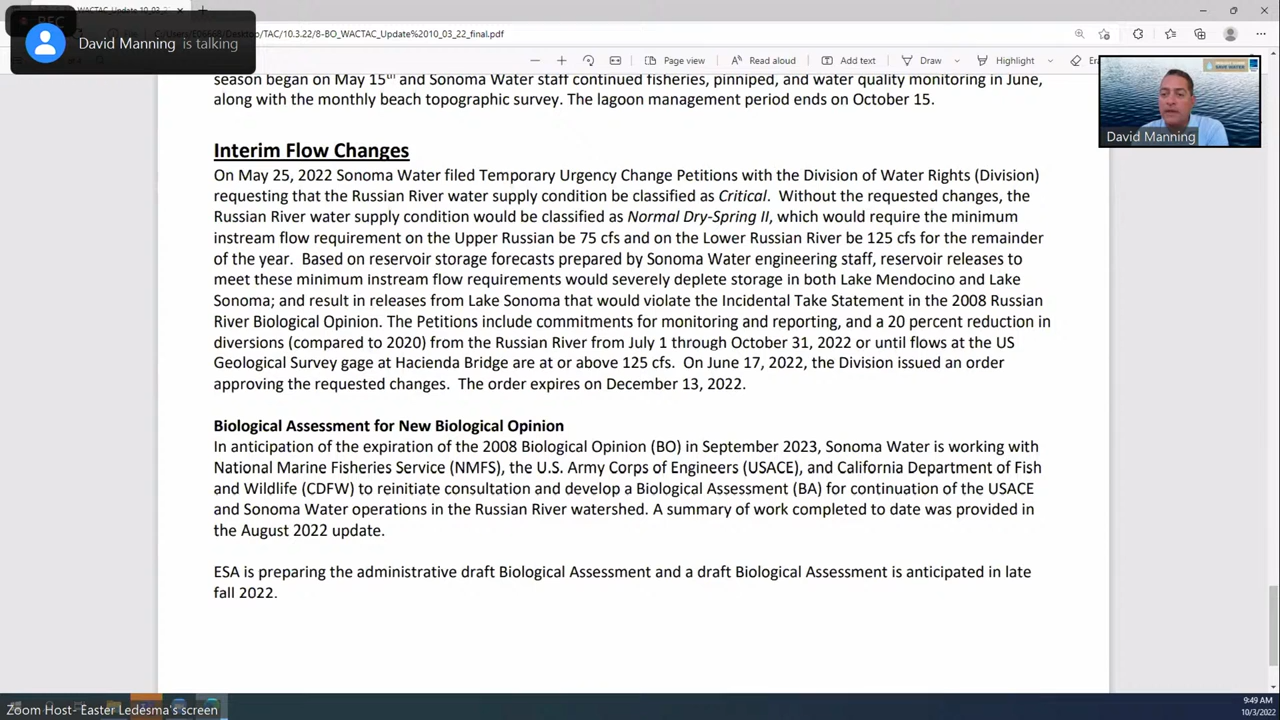 WACTAC_Update 10_03_22
REC
David Manning is talking
C:/Users/E06668/Desktop/TAC/10.3.22/8-BO_WACTAC_Update%2010_03_22_final.pdf
Page view
Read aloud
Add text
Draw
Highlight
season began on May 15th and Sonoma Water staff continued fisheries, pinniped, and water quality monitoring in June,
along with the monthly beach topographic survey. The lagoon management period ends on October 15.
David Manning
Interim Flow Changes
On May 25, 2022 Sonoma Water filed Temporary Urgency Change Petitions with the Division of Water Rights (Division)
requesting that the Russian River water supply condition be classified as Critical. Without the requested changes, the
Russian River water supply condition would be classified as Normal Dry-Spring II, which would require the minimum
instream flow requirement on the Upper Russian be 75 cfs and on the Lower Russian River be 125 cfs for the remainder
of the year. Based on reservoir storage forecasts prepared by Sonoma Water engineering staff, reservoir releases to
meet these minimum instream flow requirements would severely deplete storage in both Lake Mendocino and Lake
Sonoma; and result in releases from Lake Sonoma that would violate the Incidental Take Statement in the 2008 Russian
River Biological Opinion. The Petitions include commitments for monitoring and reporting, and a 20 percent reduction in
diversions (compared to 2020) from the Russian River from July 1 through October 31, 2022 or until flows at the US
Geological Survey gage at Hacienda Bridge are at or above 125 cfs. On June 17, 2022, the Division issued an order
approving the requested changes. The order expires on December 13, 2022.
Biological Assessment for New Biological Opinion
In anticipation of the expiration of the 2008 Biological Opinion (BO) in September 2023, Sonoma Water is working with
National Marine Fisheries Service (NMFS), the U.S. Army Corps of Engineers (USACE), and California Department of Fish
and Wildlife (CDFW) to reinitiate consultation and develop a Biological Assessment (BA) for continuation of the USACE
and Sonoma Water operations in the Russian River watershed. A summary of work completed to date was provided in
the August 2022 update.
ESA is preparing the administrative draft Biological Assessment and a draft Biological Assessment is anticipated in late
fall 2022.
Zoom Host- Easter Ledesma's screen
9:49 AM
10/3/2022